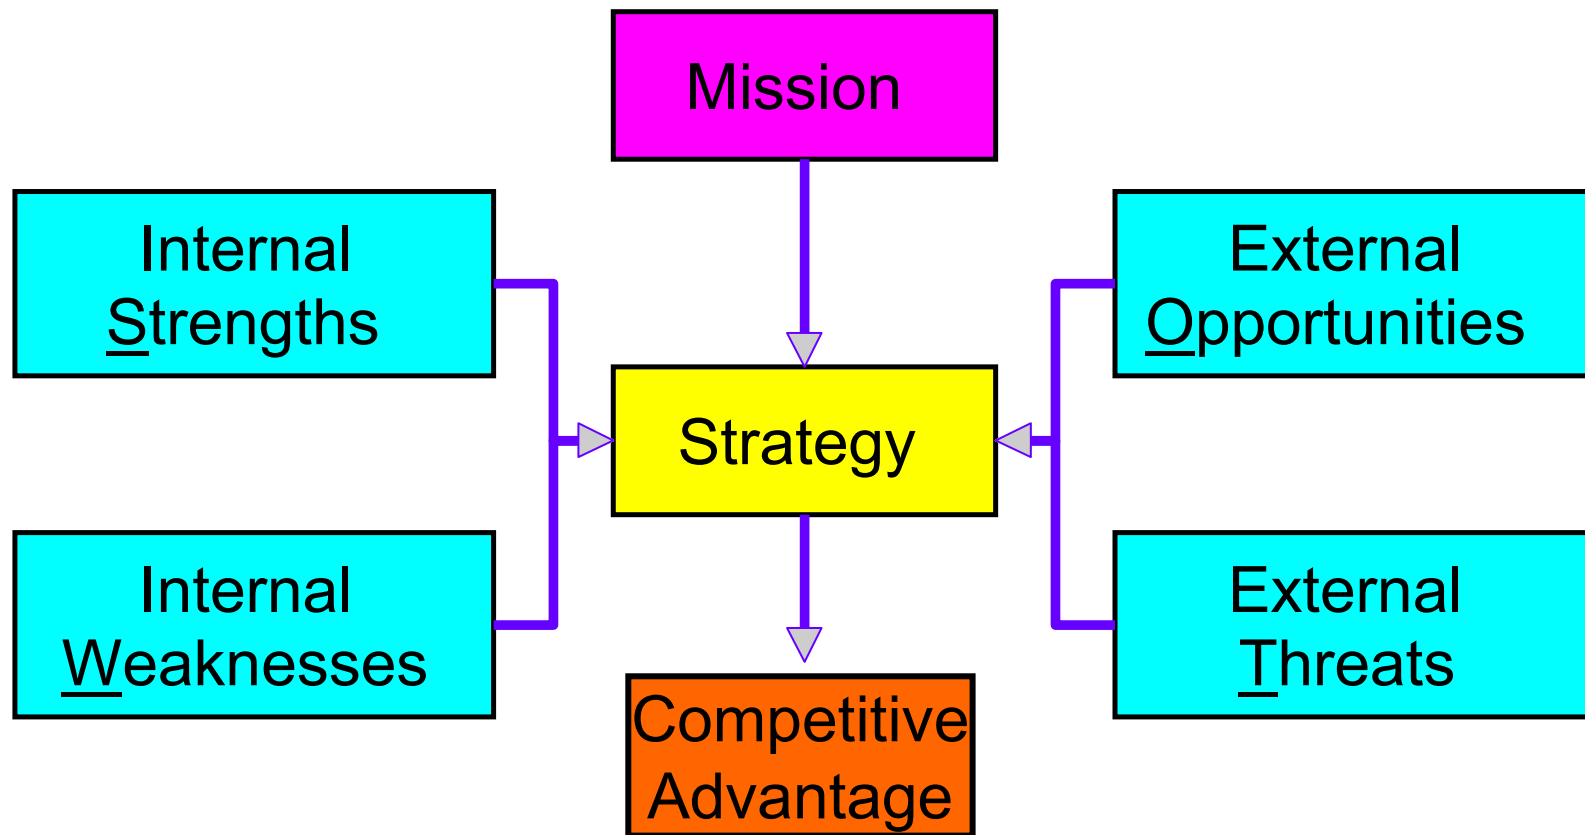 Mission
Internal
Strengths
External
Opportunities
Strategy
Internal
Weaknesses
External
Threats
Competitive
Advantage